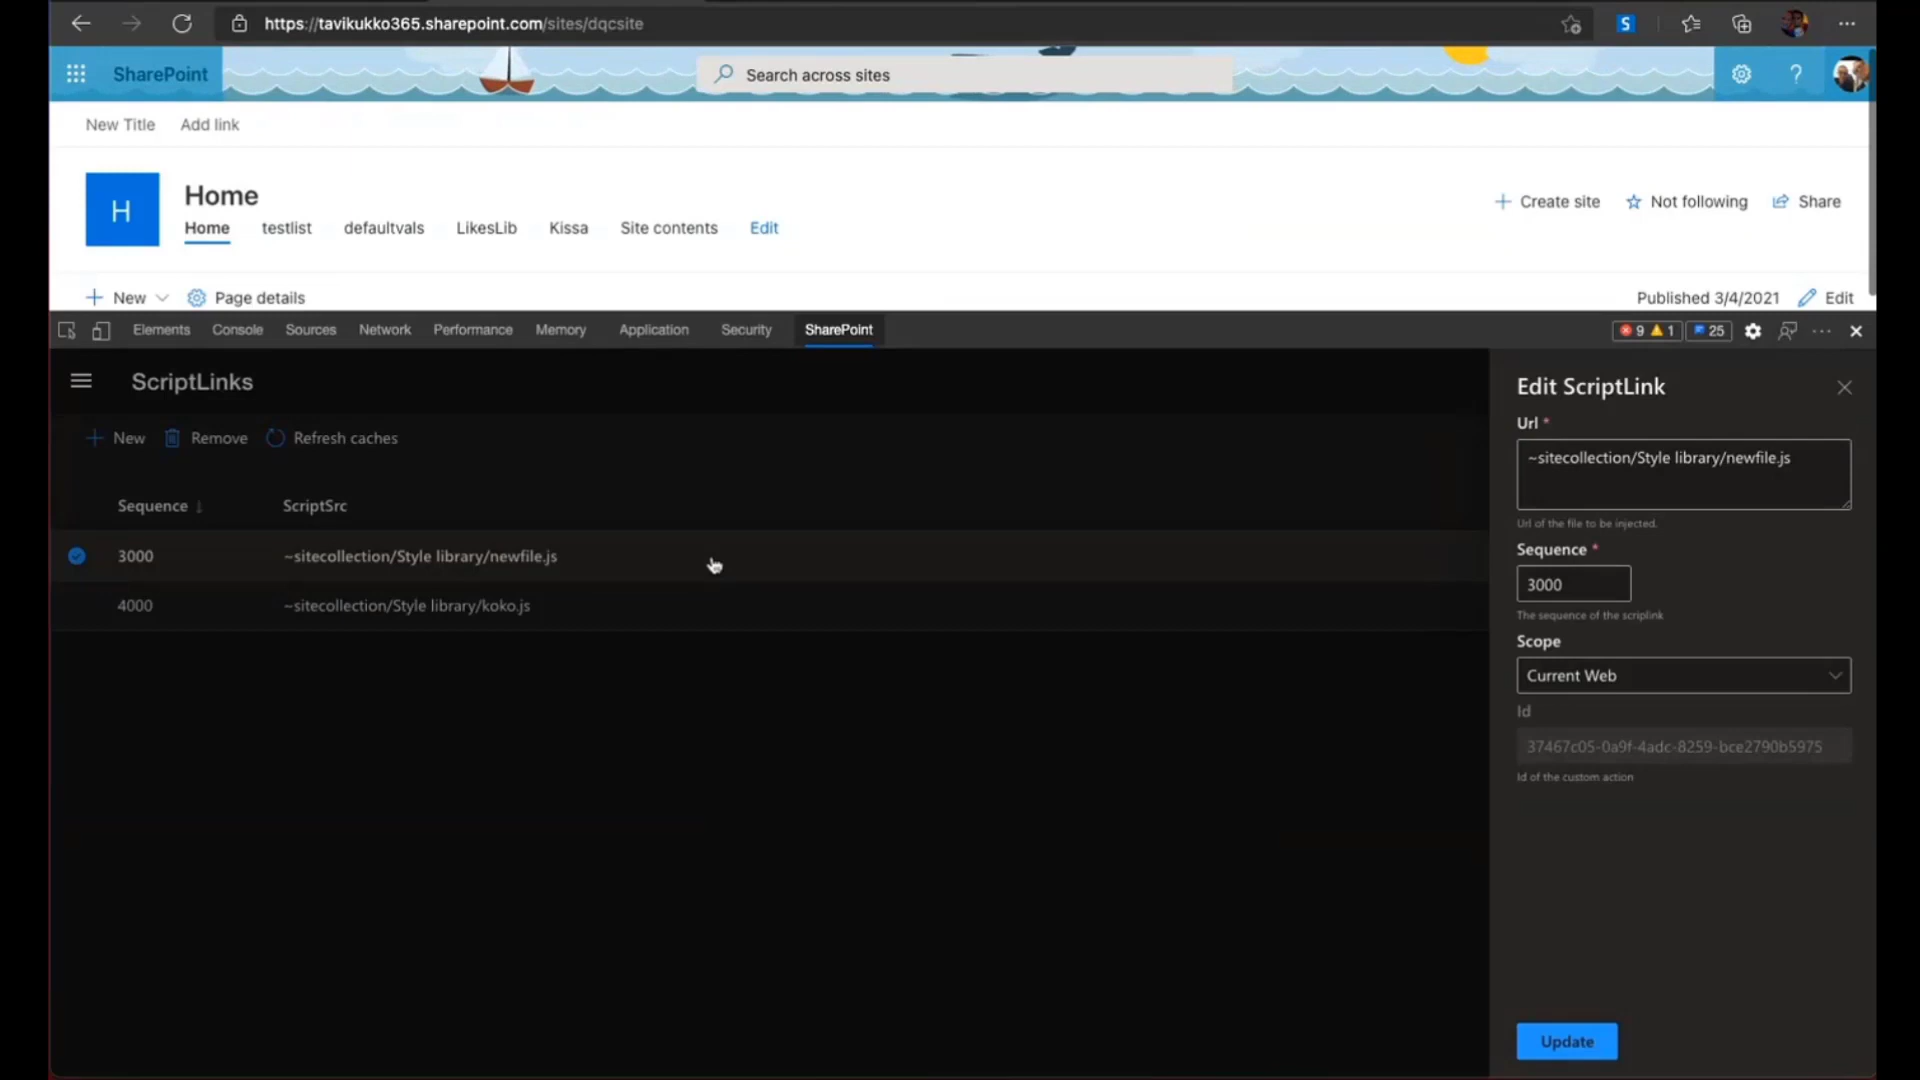 https://tavikukko365.sharepoint.com/sites/dqcsite
S
SharePoint
Search across sites
?
New Title
Add link
H
Home
Create site
Not following
Share
Home
testlist
defaultvals
LikesLib
Kissa
Site contents
Edit
New
Page details
Published 3/4/2021
Edit
Elements
Console
Sources
Network
Performance
Memory
Application
Security
SharePoint
9
1
25
ScriptLinks
New
Remove
Refresh caches
Sequence ↓
ScriptSrc
3000
~sitecollection/Style library/newfile.js
4000
~sitecollection/Style library/koko.js
Edit ScriptLink
Url *
~sitecollection/Style library/newfile.js
Url of the file to be injected.
Sequence *
3000
The sequence of the scriplink
Scope
Current Web
Id
37467c05-0a9f-4adc-8259-bce2790b5975
Id of the custom action
Update